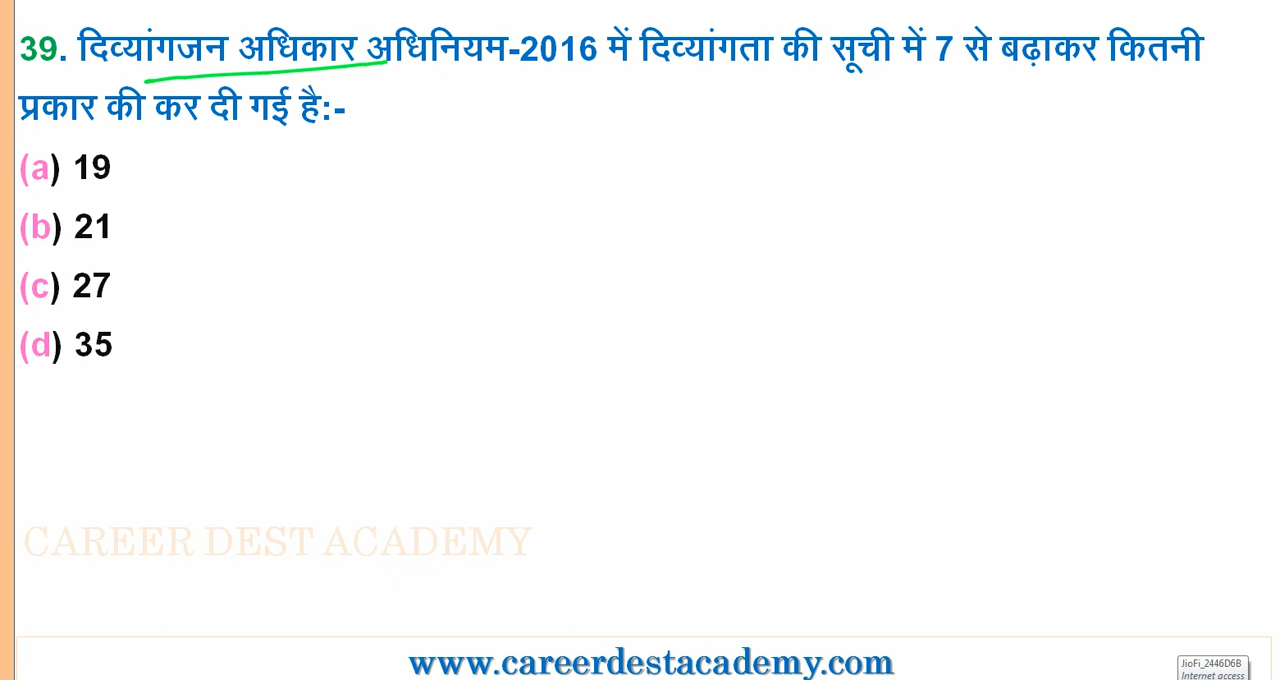 39. दिव्यांगजन अधिकार अधिनियम-2016 में दिव्यांगता की सूची में 7 से बढ़ाकर कितनी
प्रकार की कर दी गई है:-
(a) 19
(b) 21
(c) 27
(d) 35
CAREER DEST ACADEMY
www.careerdestacademy.com
JioFi_2446D6B
Internet access